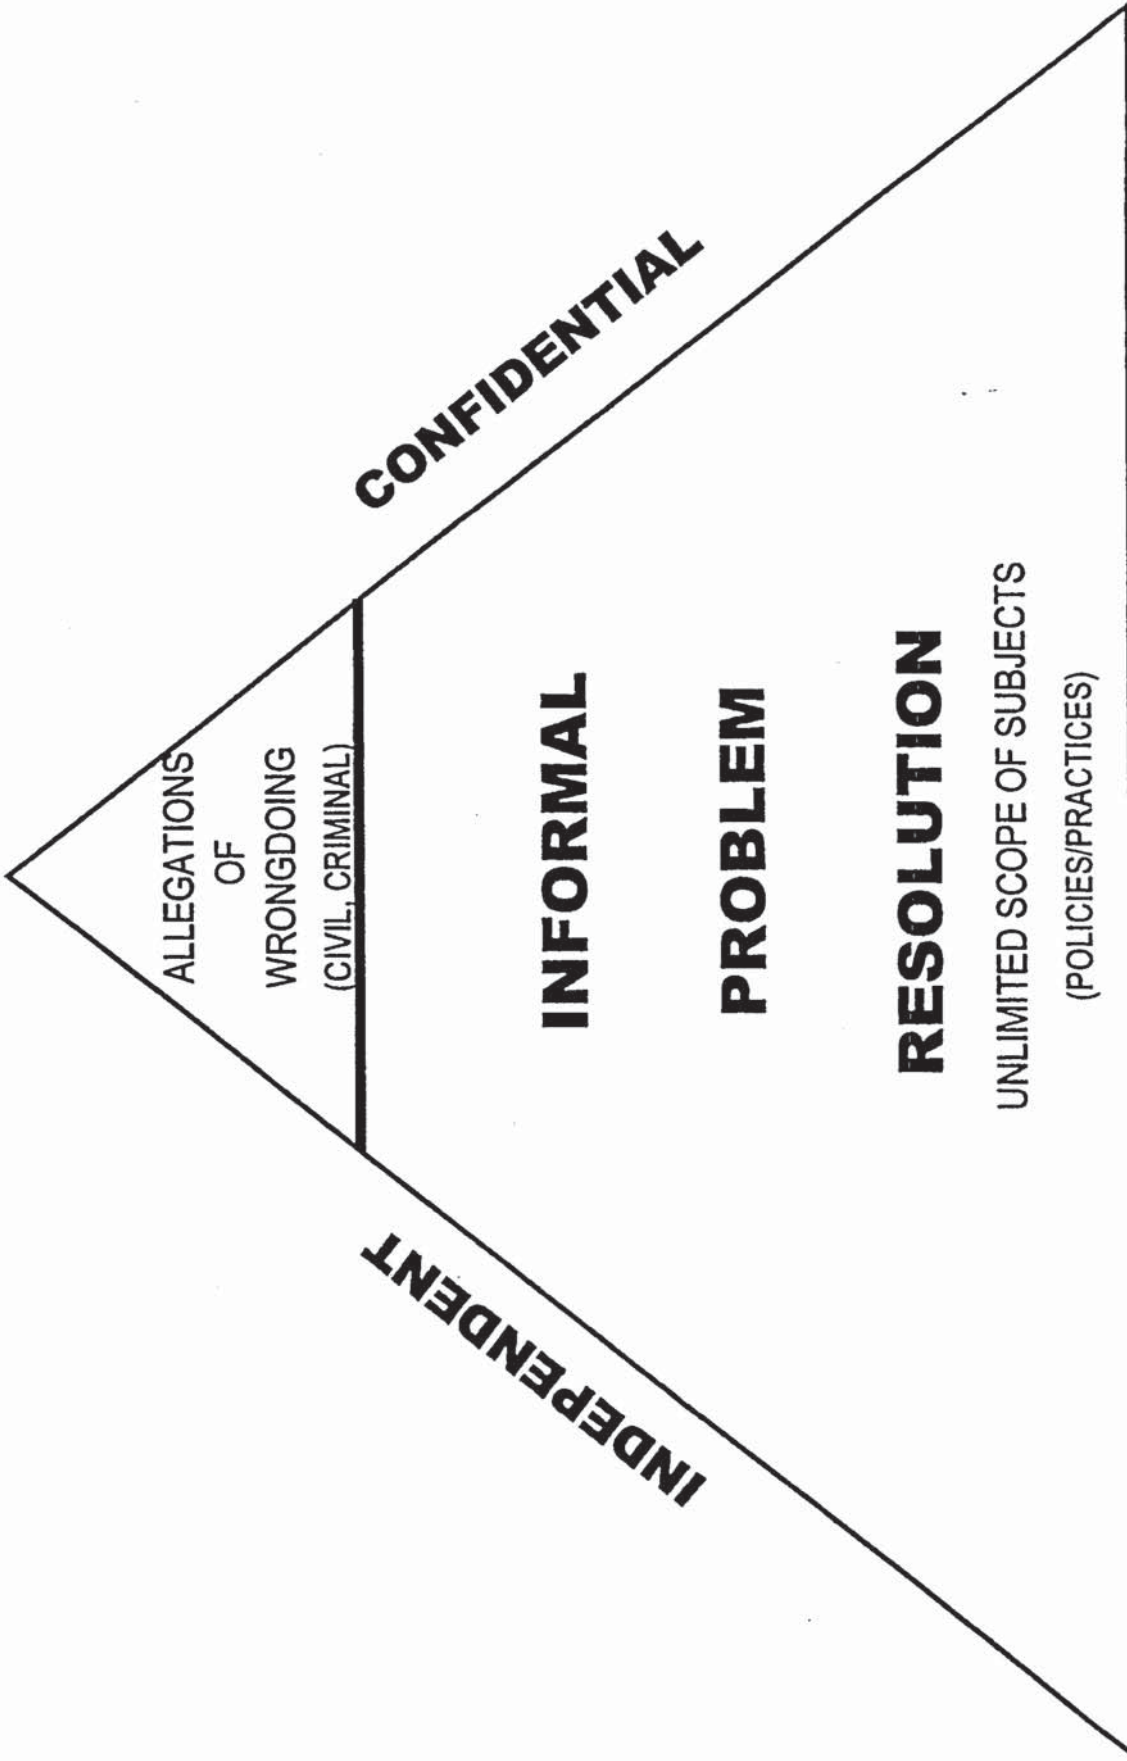 ALLEGATIONS
OF
WRONGDOING
(CIVIL, CRIMINAL)
INDEPENDENT
CONFIDENTIAL
INFORMAL
PROBLEM
RESOLUTION
UNLIMITED SCOPE OF SUBJECTS
(POLICIES/PRACTICES)